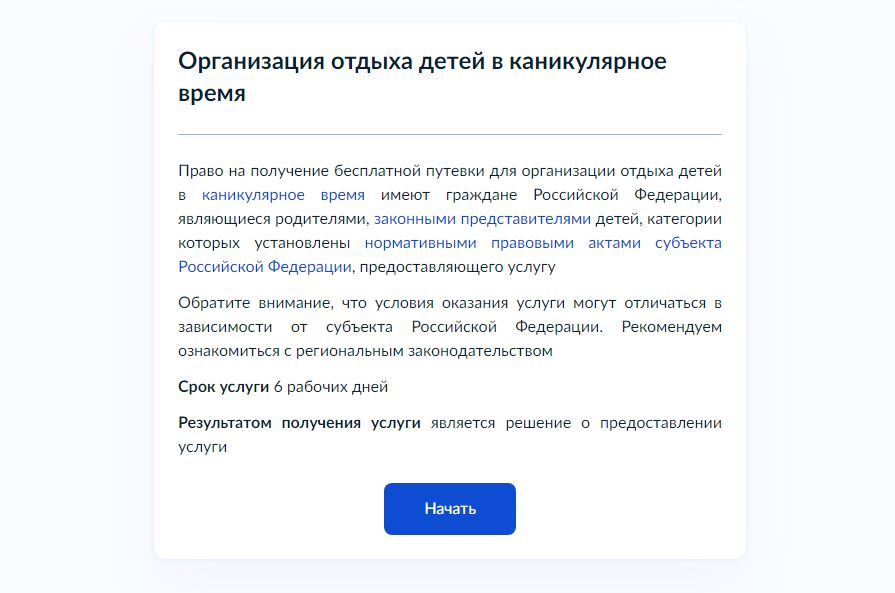 Организация отдыха детей в каникулярное
время
Право на получение бесплатной путевки для организации отдыха детей
в каникулярное время имеют граждане Российской Федерации,
являющиеся родителями, законными представителями детей, категории
которых установлены нормативными правовыми актами субъекта
Российской Федерации, предоставляющего услугу
Обратите внимание, что условия оказания услуги могут отличаться в
зависимости от субъекта Российской Федерации. Рекомендуем
ознакомиться с региональным законодательством
Срок услуги 6 рабочих дней
Результатом получения услуги является решение о предоставлении
услуги
Начать